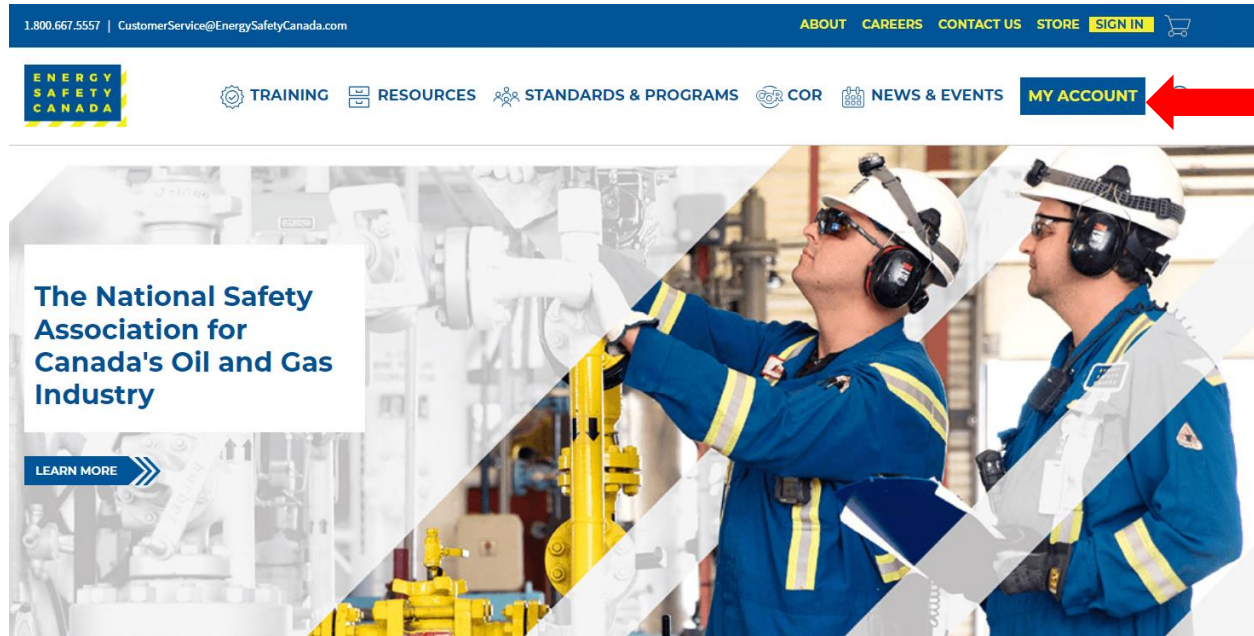 1.800.667.5557 | CustomerService@EnergySafetyCanada.com
ABOUT CAREERS CONTACT US STORE SIGN IN
ENERGY
SAFETY
CANADA
TRAINING RESOURCES STANDARDS & PROGRAMS COR COR NEWS & EVENTS MY ACCOUNT
The National Safety
Association for
Canada's Oil and Gas
Industry
LEARN MORE